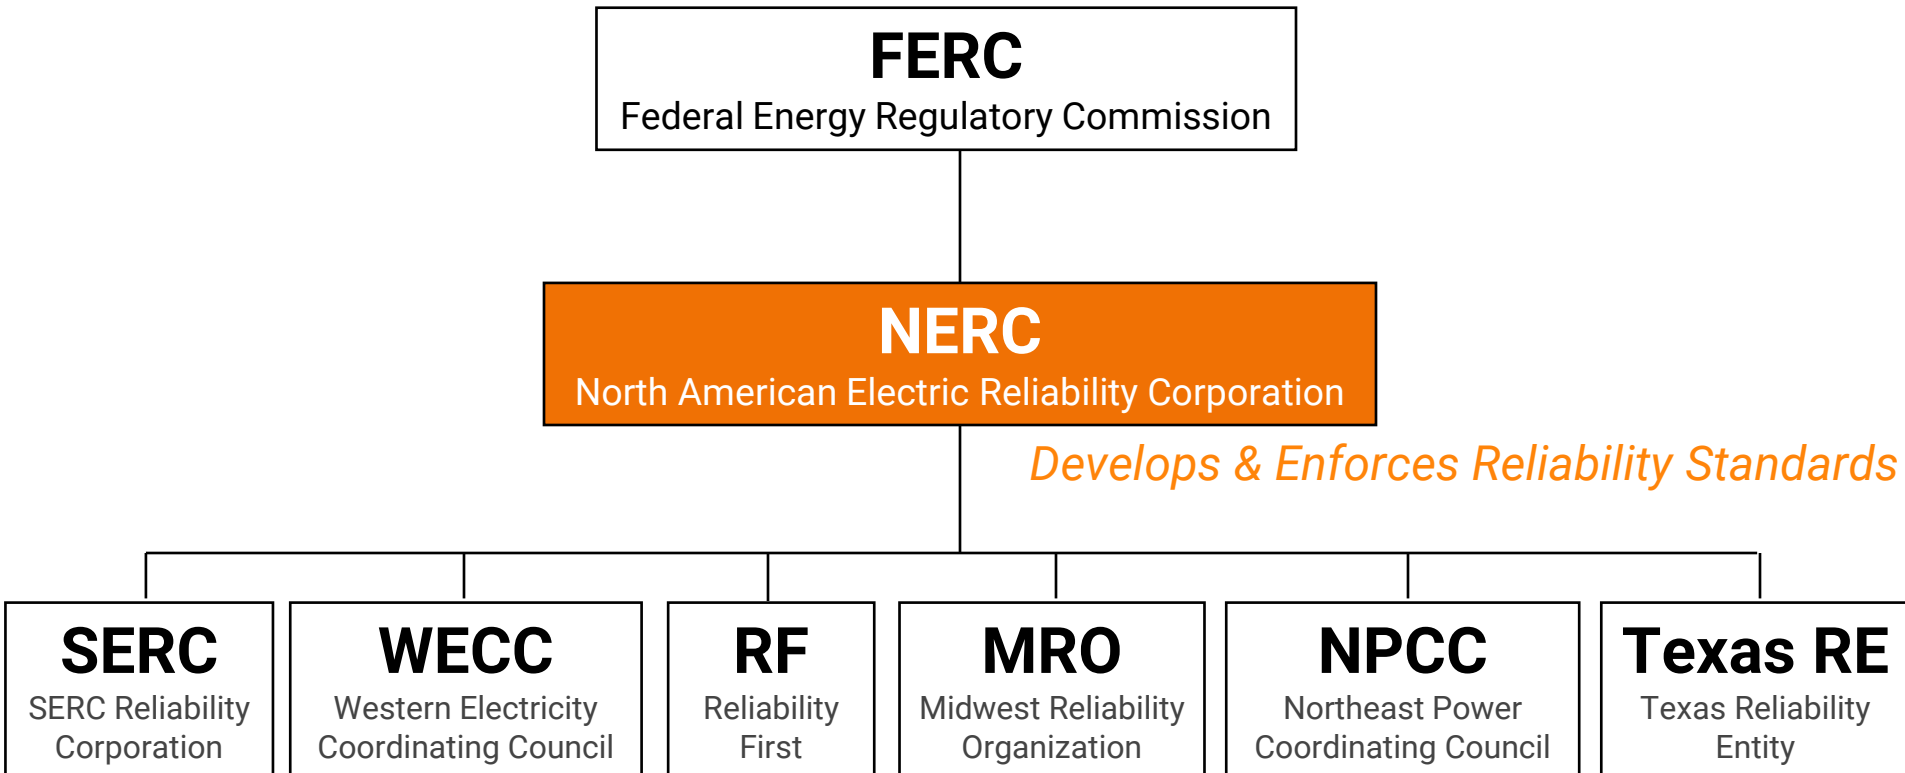 FERC
Federal Energy Regulatory Commission
NERC
North American Electric Reliability Corporation
Develops & Enforces Reliability Standards
SERC
SERC Reliability
Corporation
WECC
Western Electricity
Coordinating Council
RF
Reliability
First
MRO
Midwest Reliability
Organization
NPCC
Northeast Power
Coordinating Council
Texas RE
Texas Reliability
Entity